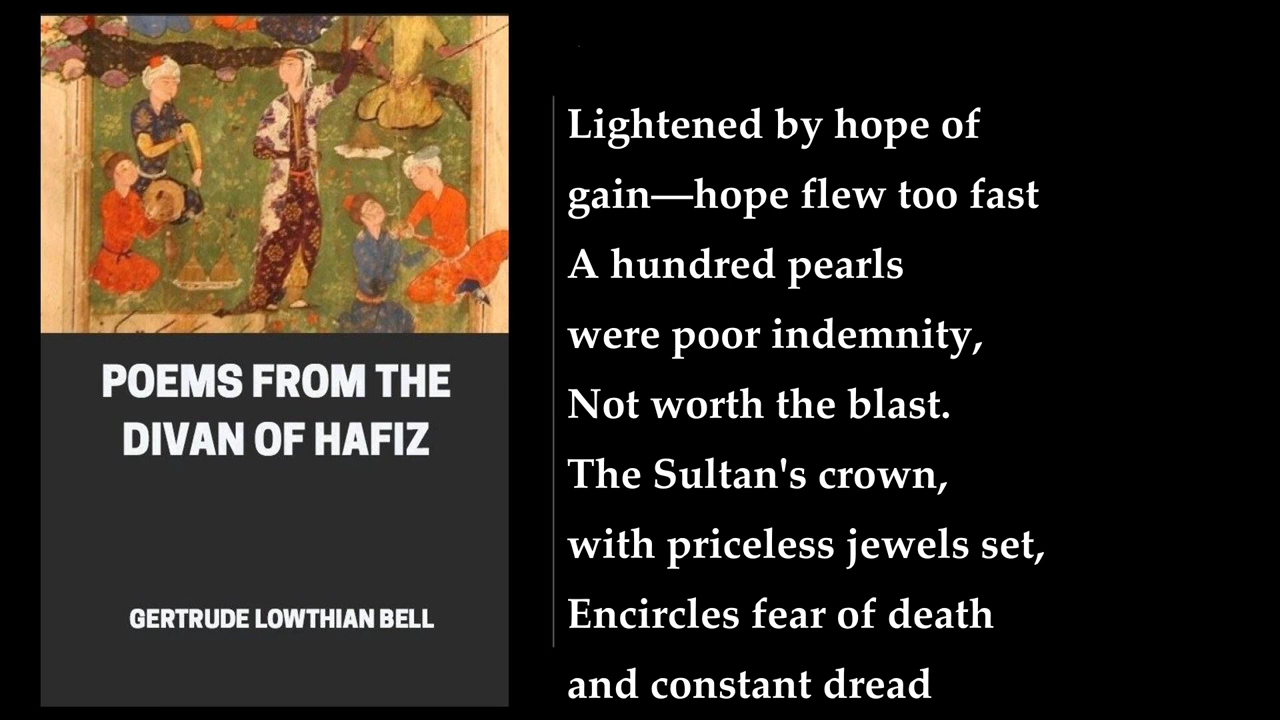 POEMS FROM THE
DIVAN OF HAFIZ
GERTRUDE LOWTHIAN BELL
Lightened by hope of
gain—hope flew too fast
A hundred pearls
were poor indemnity,
Not worth the blast.
The Sultan's crown,
with priceless jewels set,
Encircles fear of death
and constant dread